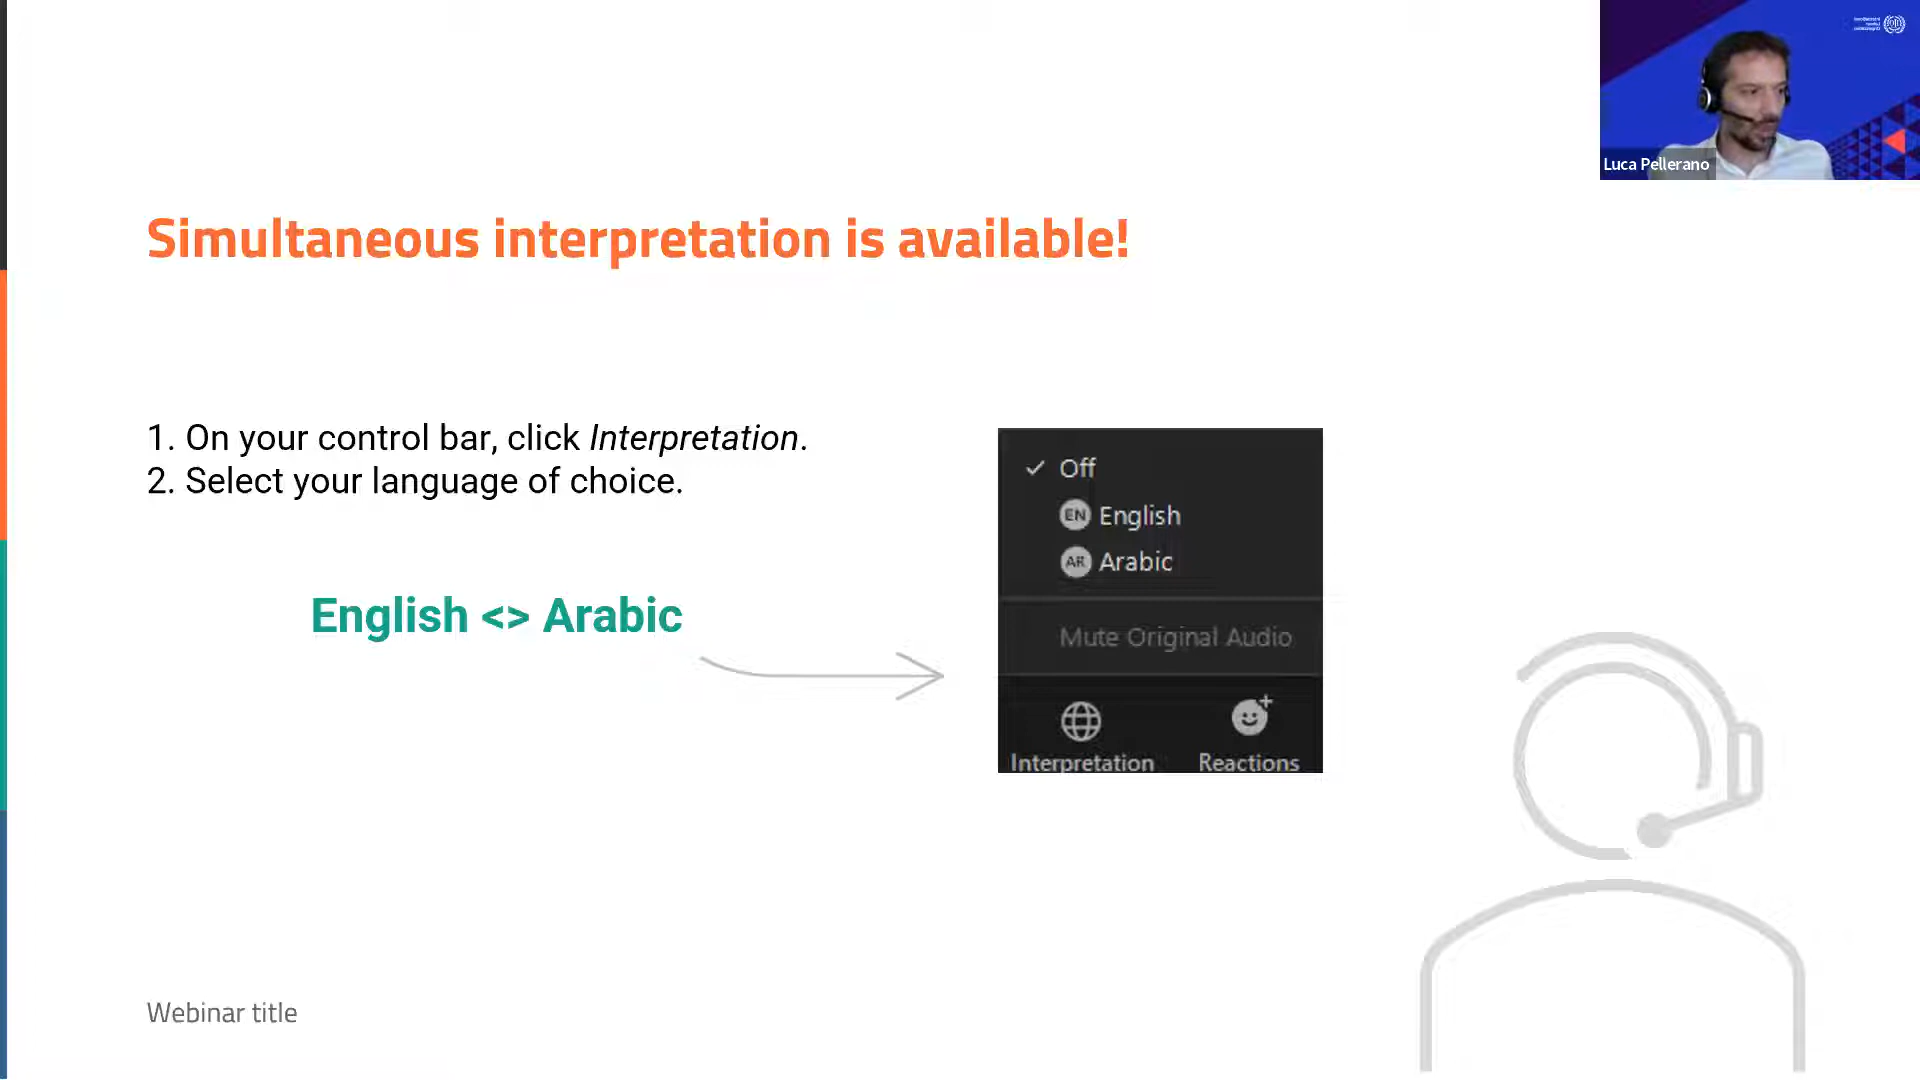 Luca Pellerano
Simultaneous interpretation is available!
1. On your control bar, click Interpretation.
2. Select your language of choice.
English <> Arabic
Off
EN English
AR Arabic
Mute Original Audio
Interpretation Reactions
Webinar title